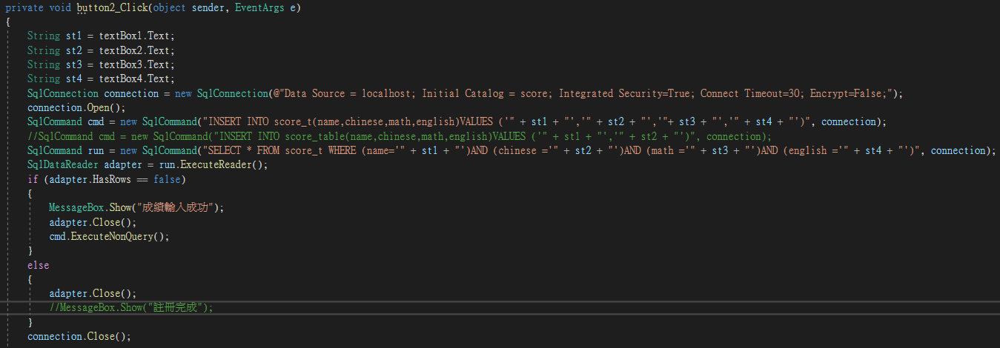 private void button2_Click(object sender, EventArgs e)
{
String st1 = textBox1.Text;
String st2 = textBox2.Text;
String st3 = textBox3.Text;
String st4 = textBox4.Text;
SqlConnection connection = new SqlConnection(@"Data Source = localhost; Initial Catalog = score; Integrated Security=True; Connect Timeout=30; Encrypt=False;");
connection.Open();
SqlCommand cmd = new SqlCommand("INSERT INTO score_t(name,chinese,math,english)VALUES ('" + st1 + "','" + st2 + "','"+ st3 + "','" + st4 + "')", connection);
//SqlCommand cmd = new SqlCommand("INSERT INTO score_table(name,chinese,math,english)VALUES ('" + st1 + "','" + st2 + "')", connection);
SqlCommand run = new SqlCommand("SELECT * FROM score_t WHERE (name='" + st1 + "')AND (chinese ='" + st2 + "')AND (math ='" + st3 + "')AND (english ='" + st4 + "')", connection);
SqlDataReader adapter = run.ExecuteReader();
if (adapter.HasRows == false)
{
MessageBox.Show("成績輸入成功");
adapter.Close();
cmd.ExecuteNonQuery();
}
else
{
adapter.Close();
//MessageBox.Show("註冊完成");
}
connection.Close();